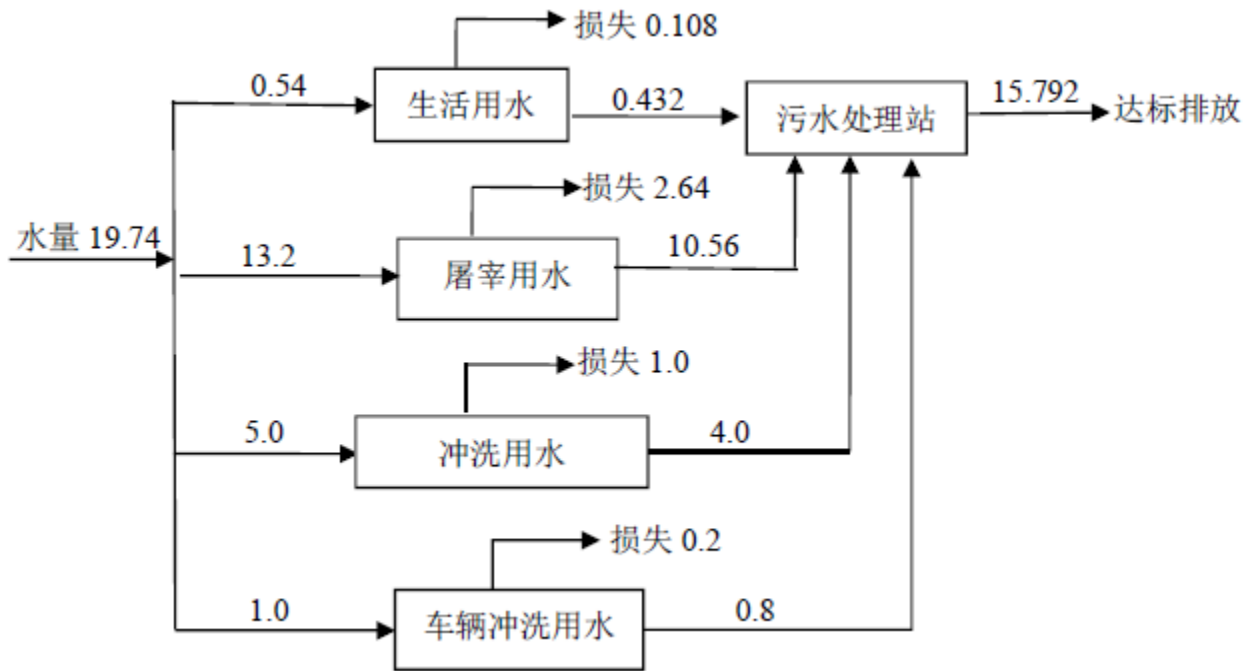 损失 0.108
0.54
生活用水
0.432
污水处理站
15.792
达标排放
损失 2.64
水量 19.74
13.2
屠宰用水
10.56
损失 1.0
5.0
冲洗用水
4.0
损失 0.2
1.0
车辆冲洗用水
0.8